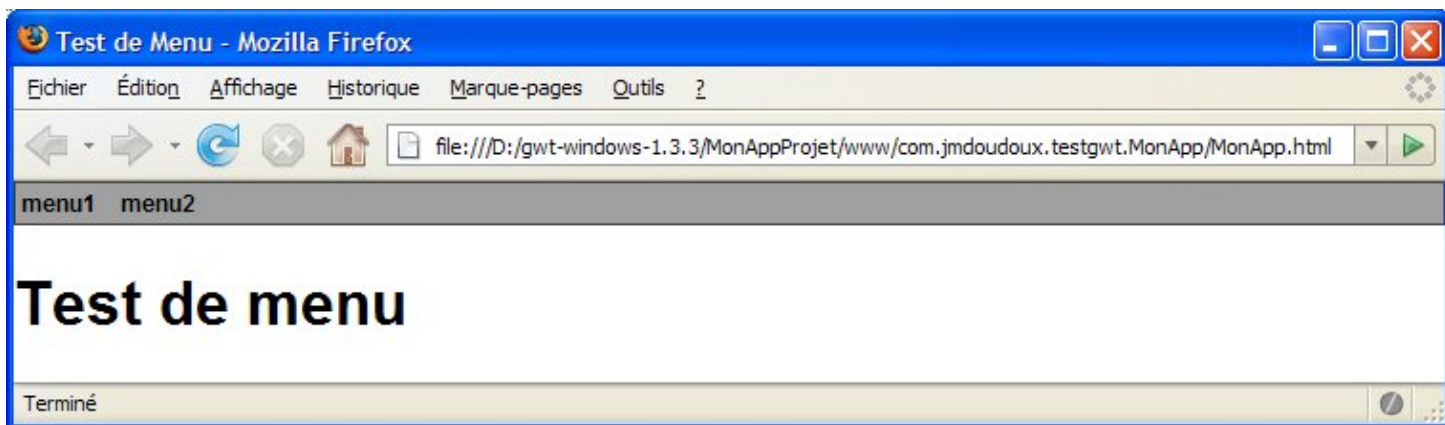 Test de Menu - Mozilla Firefox
Fichier Édition Affichage Historique Marque-pages Outils ?
file:///D:/gwt-windows-1.3.3/MonAppProjet/www/com.jmdoudoux.testgwt.MonApp/MonApp.html
menu1 menu2
Test de menu
Terminé